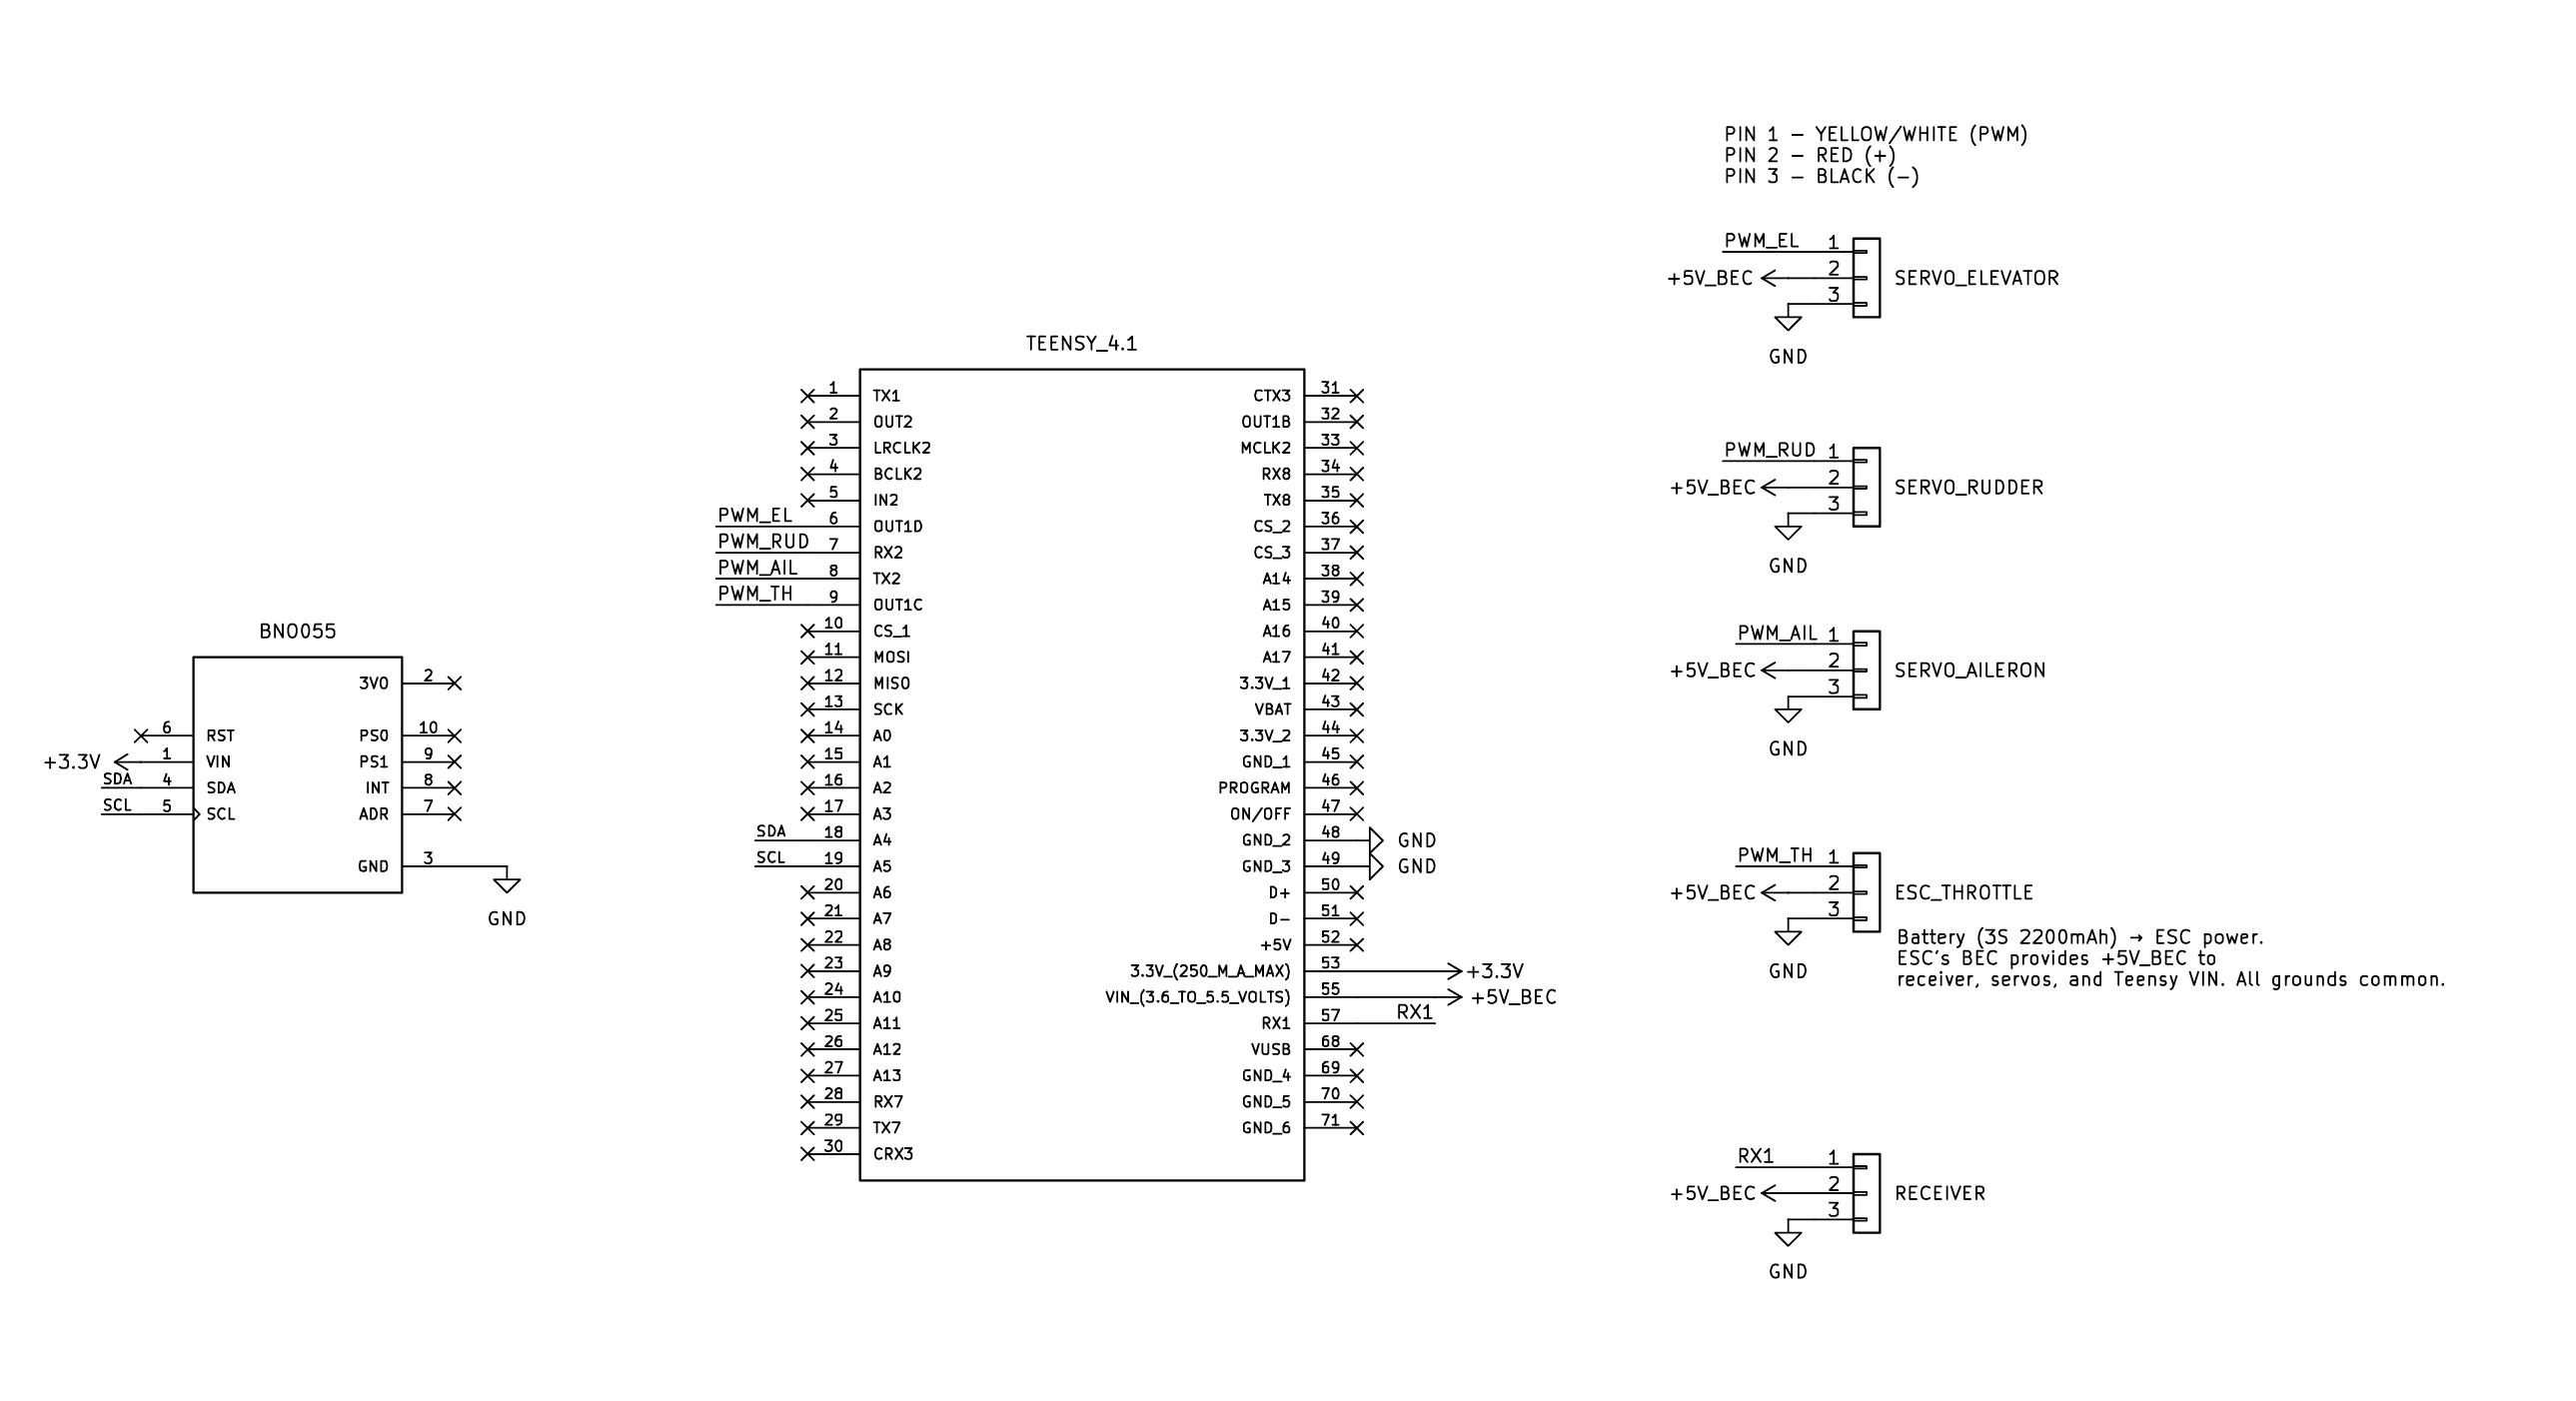 PIN 1 – YELLOW/WHITE (PWM)
PIN 2 – RED (+)
PIN 3 – BLACK (–)
PWM_EL 1
+5V_BEC 2 SERVO_ELEVATOR
3
GND
PWM_RUD 1
+5V_BEC 2 SERVO_RUDDER
3
GND
PWM_AIL 1
+5V_BEC 2 SERVO_AILERON
3
GND
PWM_TH 1
+5V_BEC 2 ESC_THROTTLE
3
GND
Battery (3S 2200mAh) → ESC power.
ESC's BEC provides +5V_BEC to
receiver, servos, and Teensy VIN. All grounds common.
RX1 1
+5V_BEC 2 RECEIVER
3
GND
TEENSY_4.1
1 TX1 CTX3 31
2 OUT2 OUT1B 32
3 LRCLK2 MCLK2 33
4 BCLK2 RX8 34
5 IN2 TX8 35
PWM_EL 6 OUT1D CS_2 36
PWM_RUD 7 RX2 CS_3 37
PWM_AIL 8 TX2 A14 38
PWM_TH 9 OUT1C A15 39
10 CS_1 A16 40
11 MOSI A17 41
12 MISO 3.3V_1 42
13 SCK VBAT 43
14 A0 3.3V_2 44
15 A1 GND_1 45
16 A2 PROGRAM 46
17 A3 ON/OFF 47
SDA 18 A4 GND_2 48 GND
SCL 19 A5 GND_3 49 GND
20 A6 D+ 50
21 A7 D– 51
22 A8 +5V 52
23 A9 3.3V_(250_M_A_MAX) 53 +3.3V
24 A10 VIN_(3.6_TO_5.5_VOLTS) 55 +5V_BEC
25 A11 RX1 57 RX1
26 A12 VUSB 68
27 A13 GND_4 69
28 RX7 GND_5 70
29 TX7 GND_6 71
30 CRX3
BNO055
3VO 2
6 RST PS0 10
+3.3V 1 VIN PS1 9
SDA 4 SDA INT 8
SCL 5 SCL ADR 7
GND 3
GND